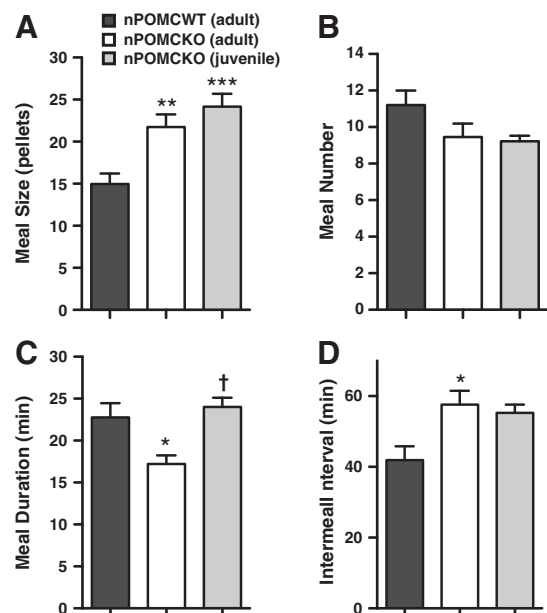 A
nPOMCWT (adult)
nPOMCKO (adult)
nPOMCKO (juvenile)
B
30
25
20
15
10
5
0
Meal Size (pellets)
**
***
14
12
10
8
6
4
2
0
Meal Number
C
30
25
20
15
10
5
0
Meal Duration (min)
*
†
D
60
40
20
0
Intermeall nterval (min)
*